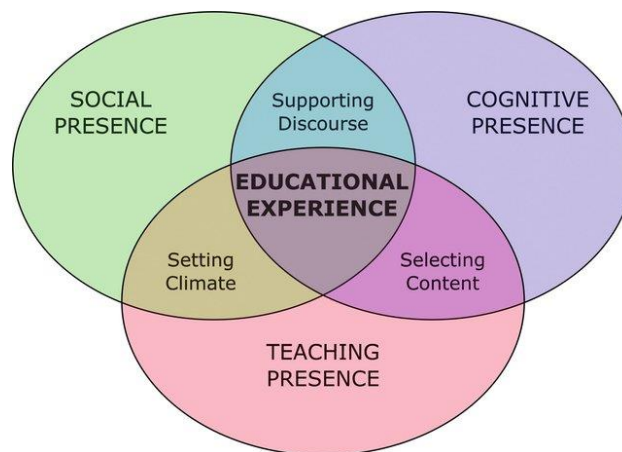 SOCIAL
PRESENCE
Supporting
Discourse
COGNITIVE
PRESENCE
EDUCATIONAL
EXPERIENCE
Setting
Climate
Selecting
Content
TEACHING
PRESENCE